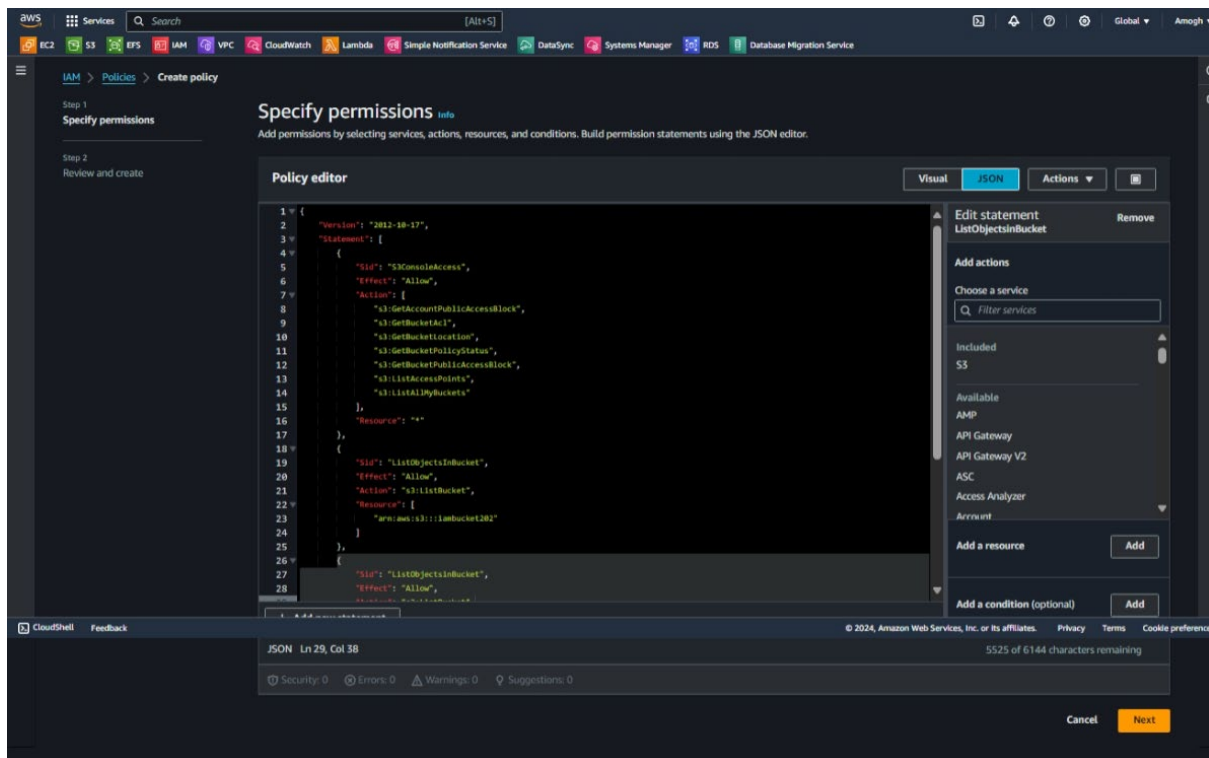 aws Services Search [Alt+S] Global Amogh
EC2 S3 EFS IAM VPC CloudWatch Lambda Simple Notification Service DataSync Systems Manager RDS Database Migration Service
IAM > Policies > Create policy
Step 1
Specify permissions
Step 2
Review and create
Specify permissions Info
Add permissions by selecting services, actions, resources, and conditions. Build permission statements using the JSON editor.
Policy editor
Visual JSON Actions
1 {
2 "Version": "2012-10-17",
3 "Statement": [
4 {
5 "Sid": "S3ConsoleAccess",
6 "Effect": "Allow",
7 "Action": [
8 "s3:GetAccountPublicAccessBlock",
9 "s3:GetBucketAcl",
10 "s3:GetBucketLocation",
11 "s3:GetBucketPolicyStatus",
12 "s3:GetBucketPublicAccessBlock",
13 "s3:ListAccessPoints",
14 "s3:ListAllMyBuckets"
15 ],
16 "Resource": "*"
17 },
18 {
19 "Sid": "ListObjectsInBucket",
20 "Effect": "Allow",
21 "Action": "s3:ListBucket",
22 "Resource": [
23 "arn:aws:s3:::iambucket202"
24 ]
25 },
26 {
27 "Sid": "ListObjectsinBucket",
28 "Effect": "Allow",
Edit statement Remove
ListObjectsinBucket
Add actions
Choose a service
Filter services
Included
S3
Available
AMP
API Gateway
API Gateway V2
ASC
Access Analyzer
Account
Add a resource Add
Add a condition (optional) Add
+ Add new statement
CloudShell Feedback © 2024, Amazon Web Services, Inc. or its affiliates. Privacy Terms Cookie preference
JSON Ln 29, Col 38 5525 of 6144 characters remaining
Security: 0 Errors: 0 Warnings: 0 Suggestions: 0
Cancel Next